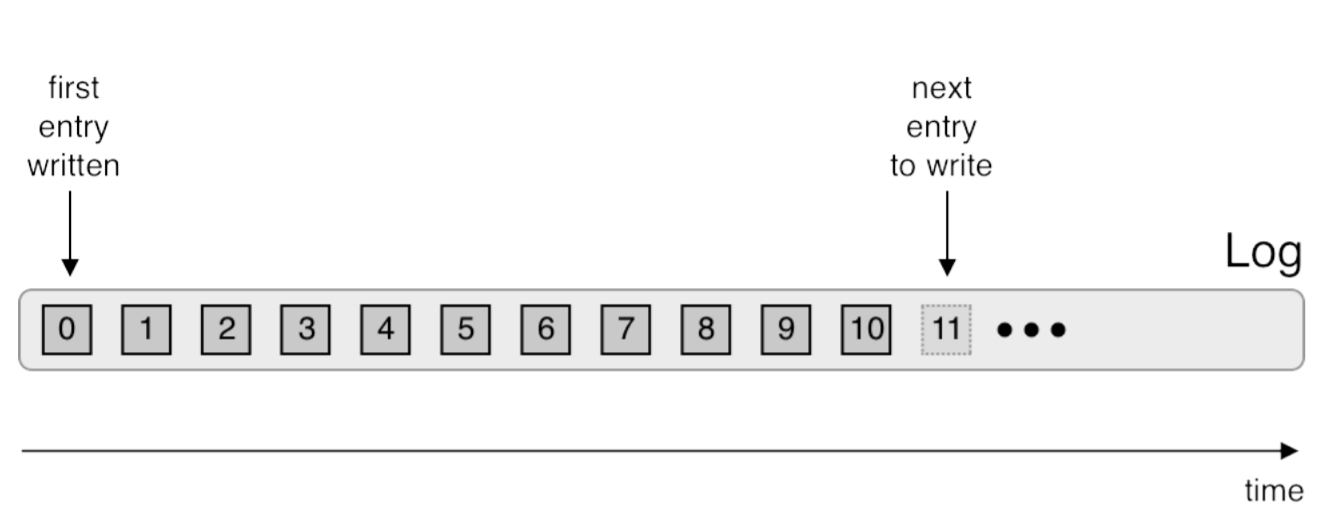 first
entry
written
next
entry
to write
Log
0 1 2 3 4 5 6 7 8 9 10 11
time